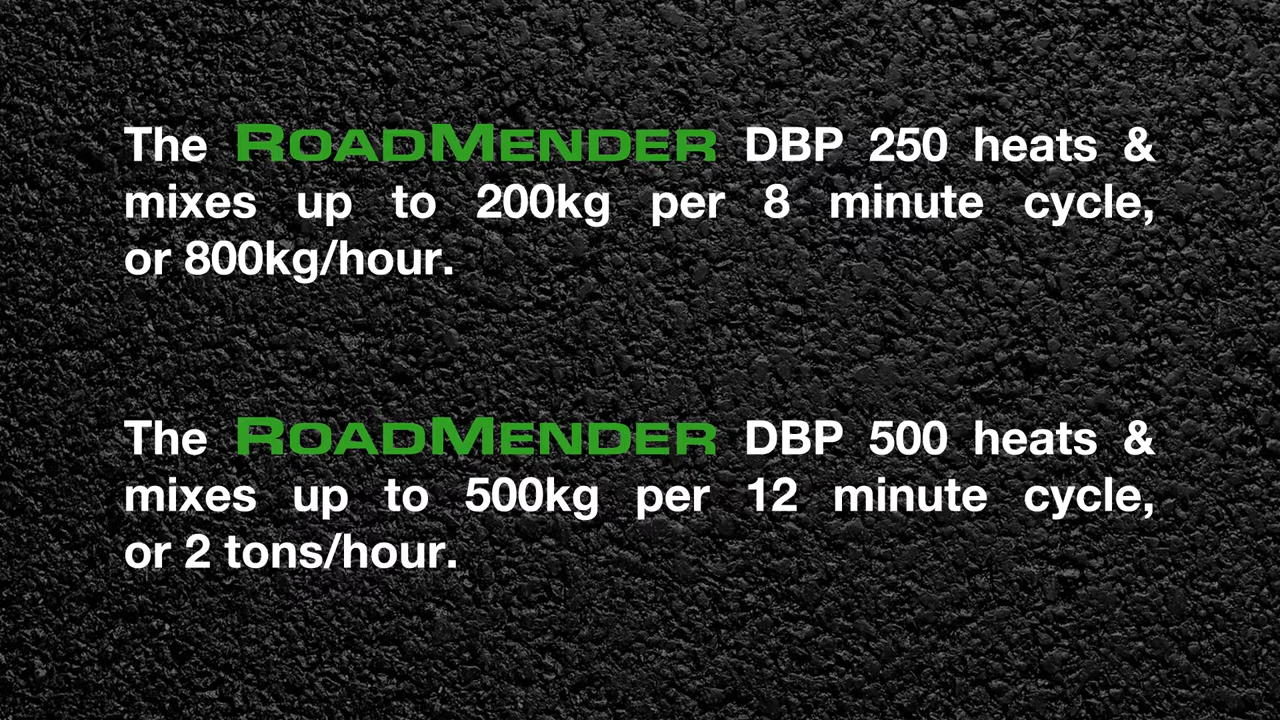 The ROADMENDER DBP 250 heats &
mixes up to 200kg per 8 minute cycle,
or 800kg/hour.
The ROADMENDER DBP 500 heats &
mixes up to 500kg per 12 minute cycle,
or 2 tons/hour.